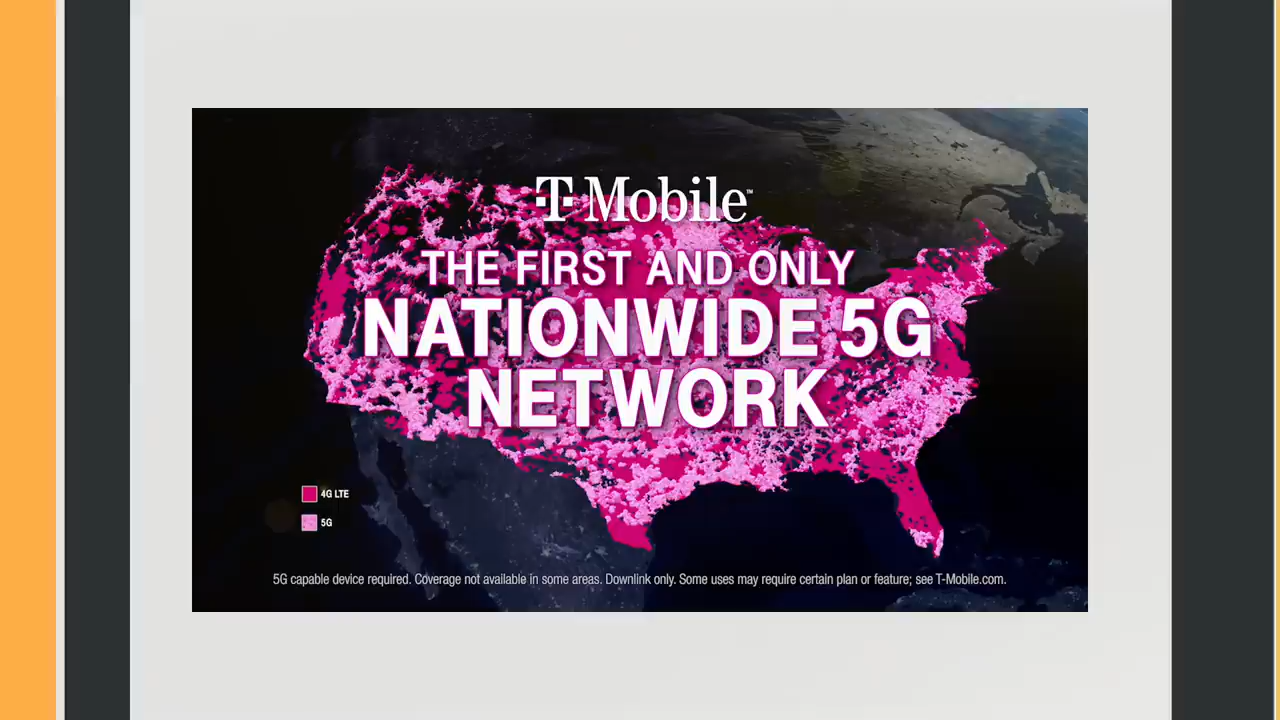 T Mobile™
THE FIRST AND ONLY
NATIONWIDE 5G
NETWORK
4G LTE
5G
5G capable device required. Coverage not available in some areas. Downlink only. Some uses may require certain plan or feature; see T-Mobile.com.